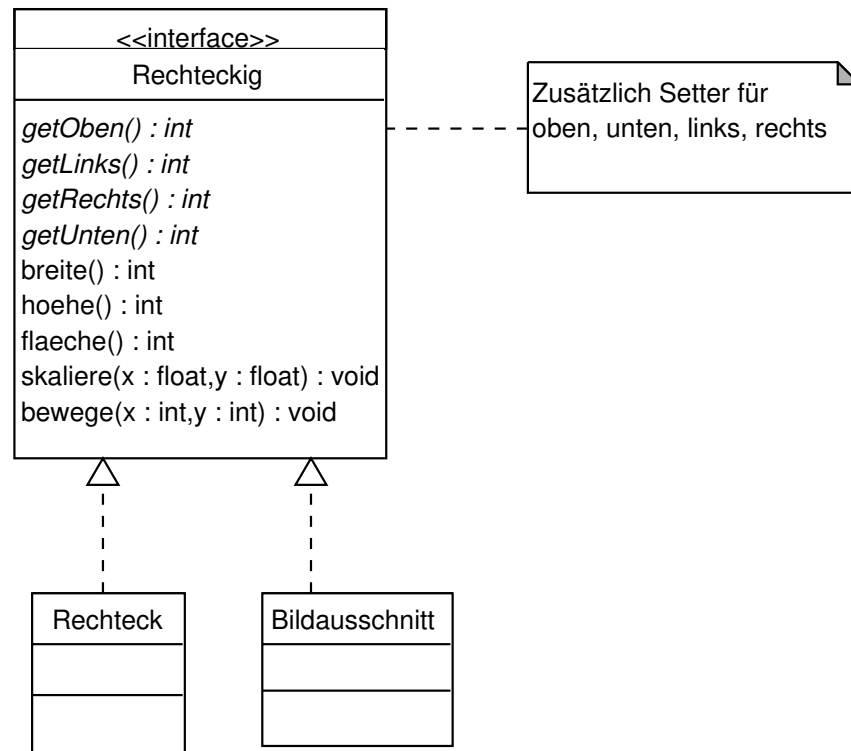 <<interface>>
Rechteckig
getOben() : int
getLinks() : int
getRechts() : int
getUnten() : int
breite() : int
hoehe() : int
flaeche() : int
skaliere(x : float,y : float) : void
bewege(x : int,y : int) : void
Zusätzlich Setter für
oben, unten, links, rechts
Rechteck
Bildausschnitt